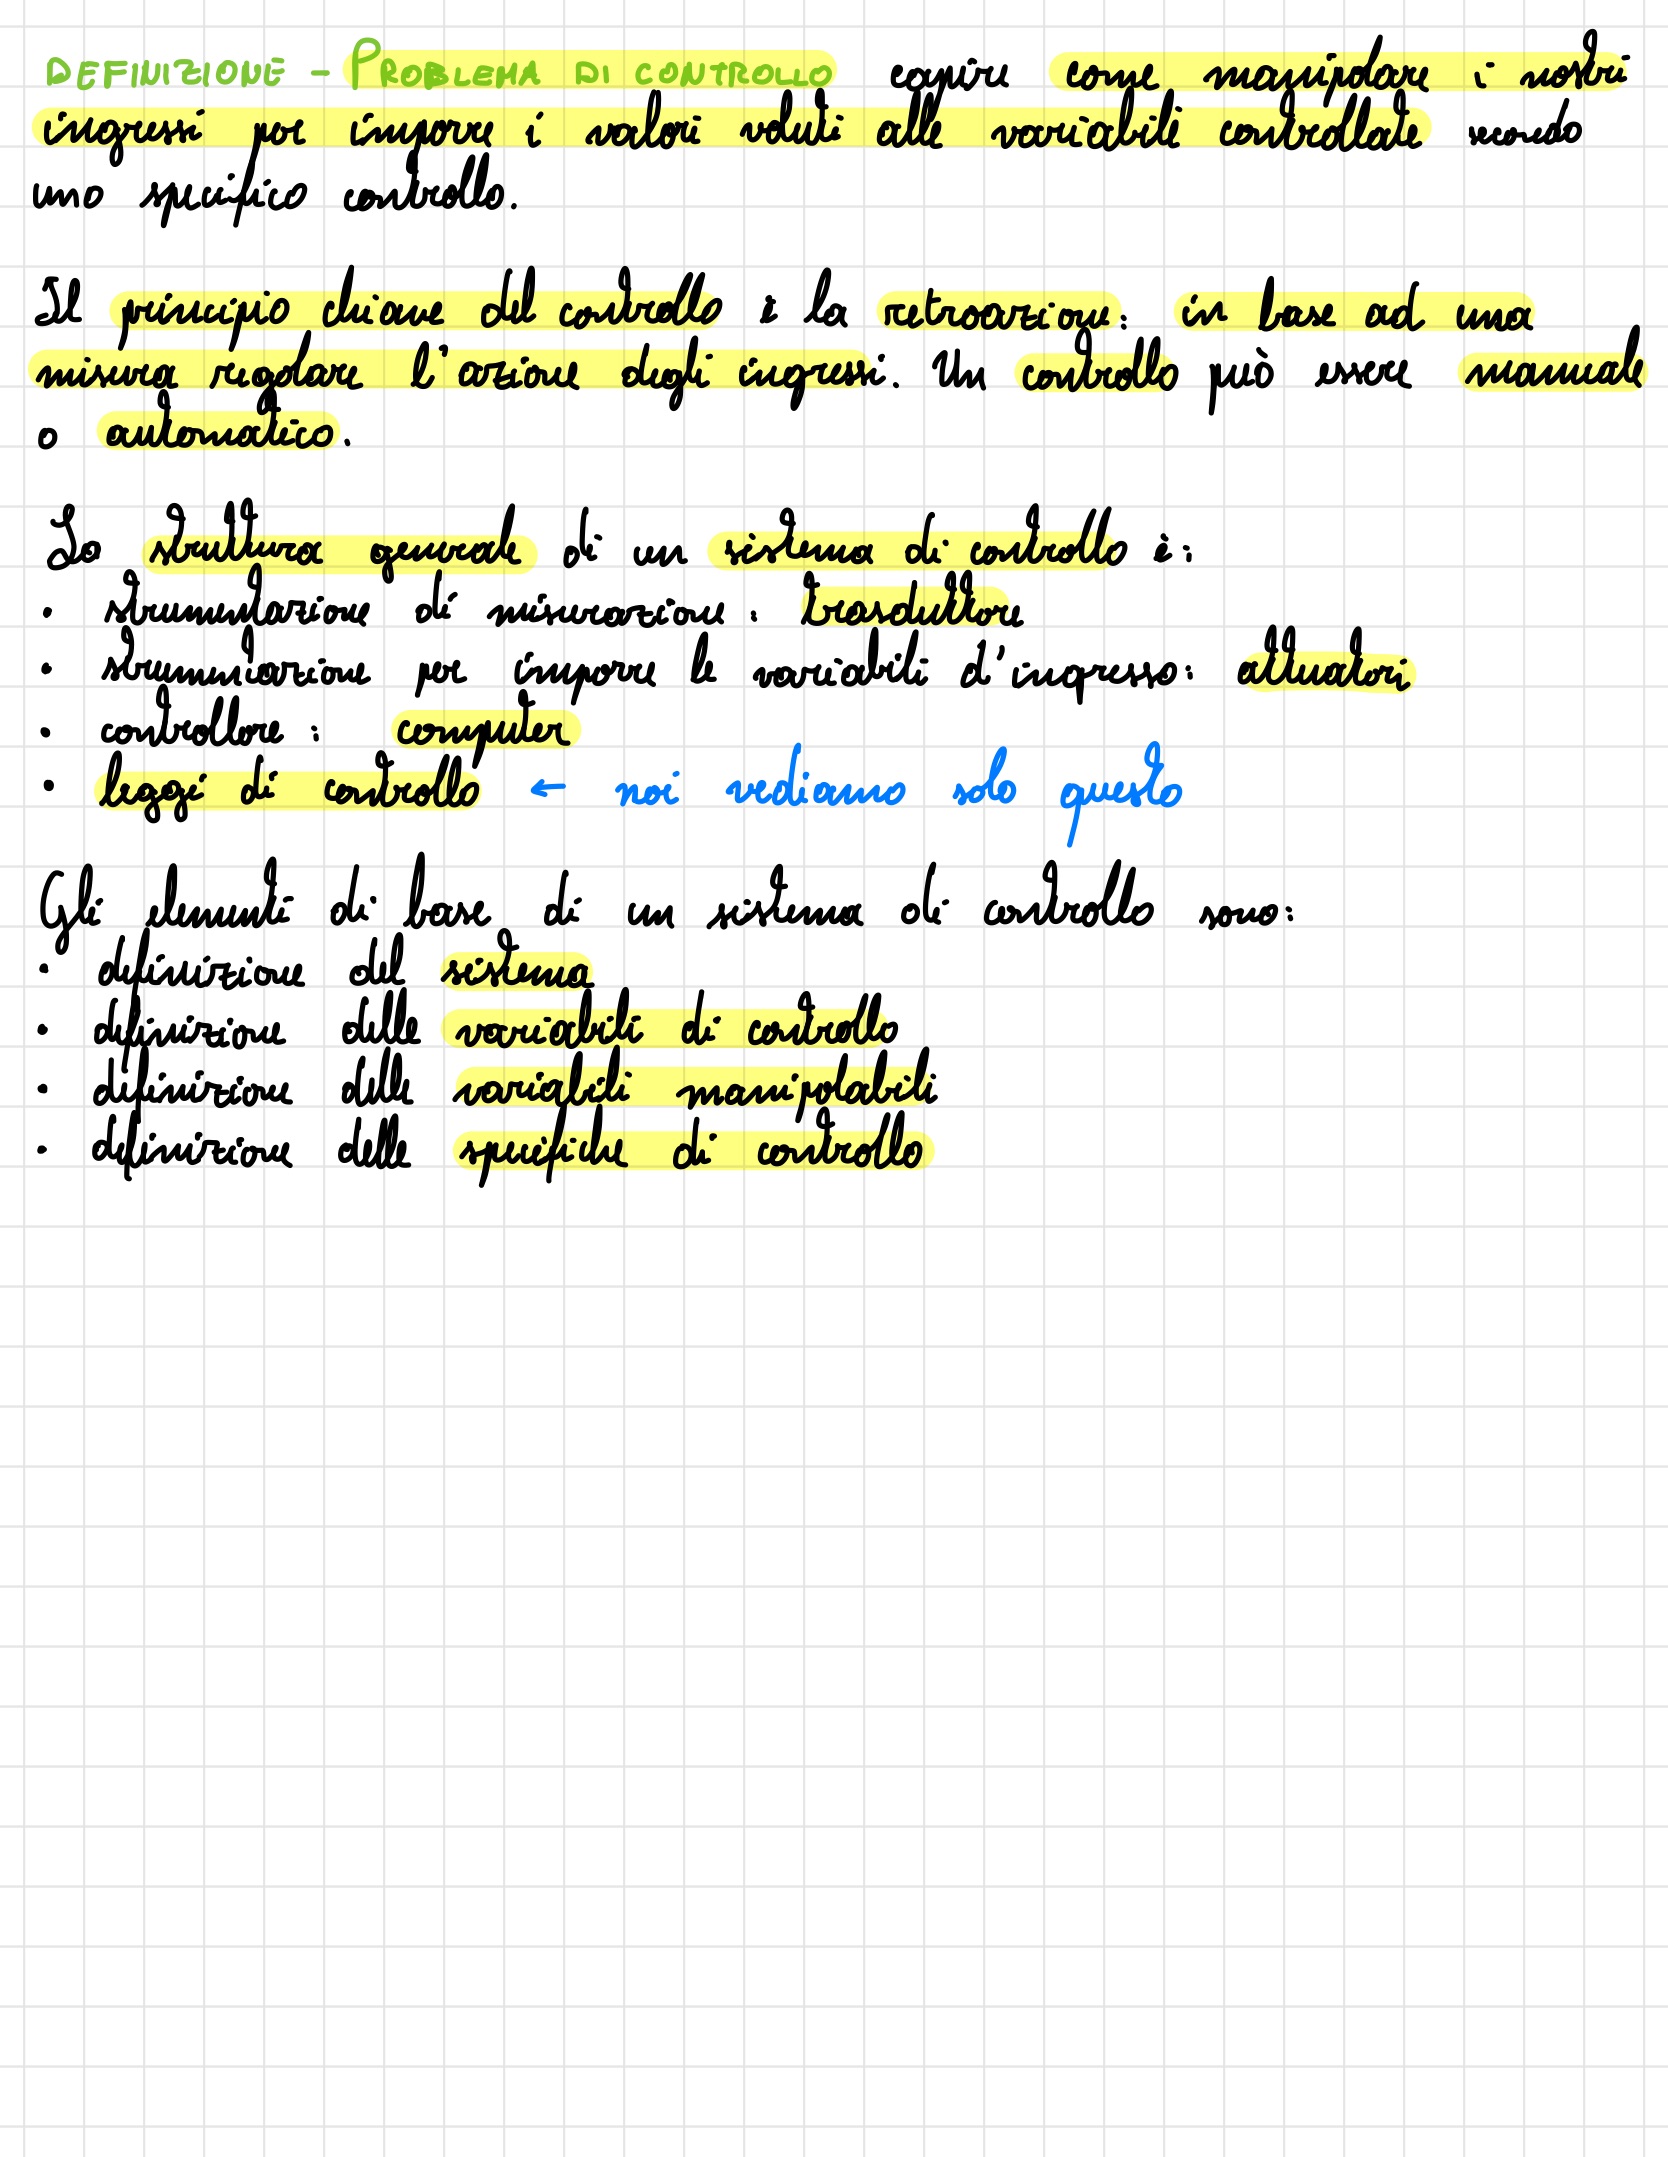 DEFINIZIONE - PROBLEMA DI CONTROLLO capire come manipolare i nostri
ingressi per imporre i valori voluti alle variabili controllate secondo
uno specifico controllo.
Il principio chiave del controllo è la retroazione: in base ad una
misura regolare l'azione degli ingressi. Un controllo può essere manuale
o automatico.
La struttura generale di un sistema di controllo è:
• strumentazione di misurazione: trasduttore
• strumentazione per imporre le variabili d'ingresso: attuatori
• controllore: computer
• leggi di controllo ← noi vediamo solo questo
Gli elementi di base di un sistema di controllo sono:
• definizione del sistema
• definizione delle variabili di controllo
• definizione delle variabili manipolabili
• definizione delle specifiche di controllo